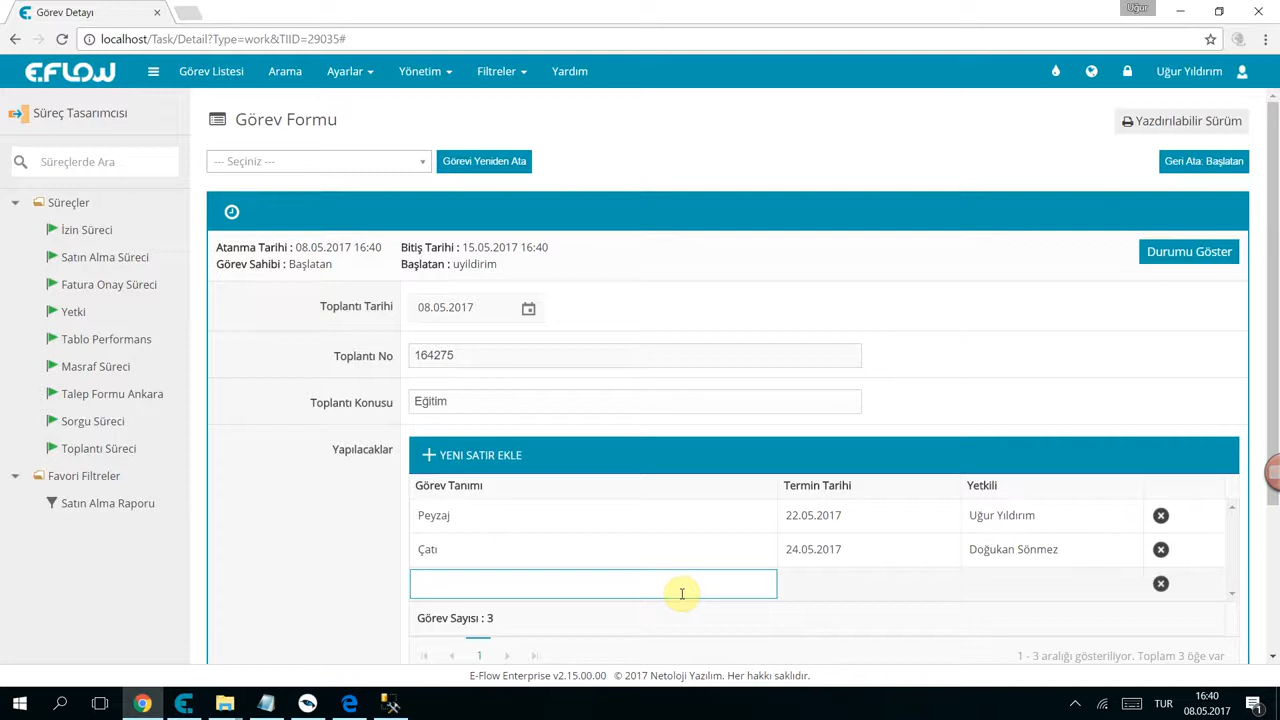 Görev Detayı
Uğur
localhost/Task/Detail?Type=work&TIID=29035#
E-FLOW
Görev Listesi
Arama
Ayarlar
Yönetim
Filtreler
Yardım
Uğur Yıldırım
Süreç Tasarımcısı
Görev Formu
Yazdırılabilir Sürüm
Süreçlerde Ara
--- Seçiniz ---
Görevi Yeniden Ata
Geri Ata: Başlatan
Süreçler
İzin Süreci
Satın Alma Süreci
Fatura Onay Süreci
Yetki
Tablo Performans
Masraf Süreci
Talep Formu Ankara
Sorgu Süreci
Toplantı Süreci
Favori Filtreler
Satın Alma Raporu
Atanma Tarihi : 08.05.2017 16:40
Bitiş Tarihi : 15.05.2017 16:40
Görev Sahibi : Başlatan
Başlatan : uyildirim
Durumu Göster
Toplantı Tarihi
08.05.2017
Toplantı No
164275
Toplantı Konusu
Eğitim
Yapılacaklar
YENI SATIR EKLE
Görev Tanımı
Termin Tarihi
Yetkili
Peyzaj
22.05.2017
Uğur Yıldırım
Çatı
24.05.2017
Doğukan Sönmez
Görev Sayısı : 3
1
1 - 3 aralığı gösteriliyor. Toplam 3 öğe var
E-Flow Enterprise v2.15.00.00 © 2017 Netoloji Yazılım. Her hakkı saklıdır.
TUR
16:40
08.05.2017
1